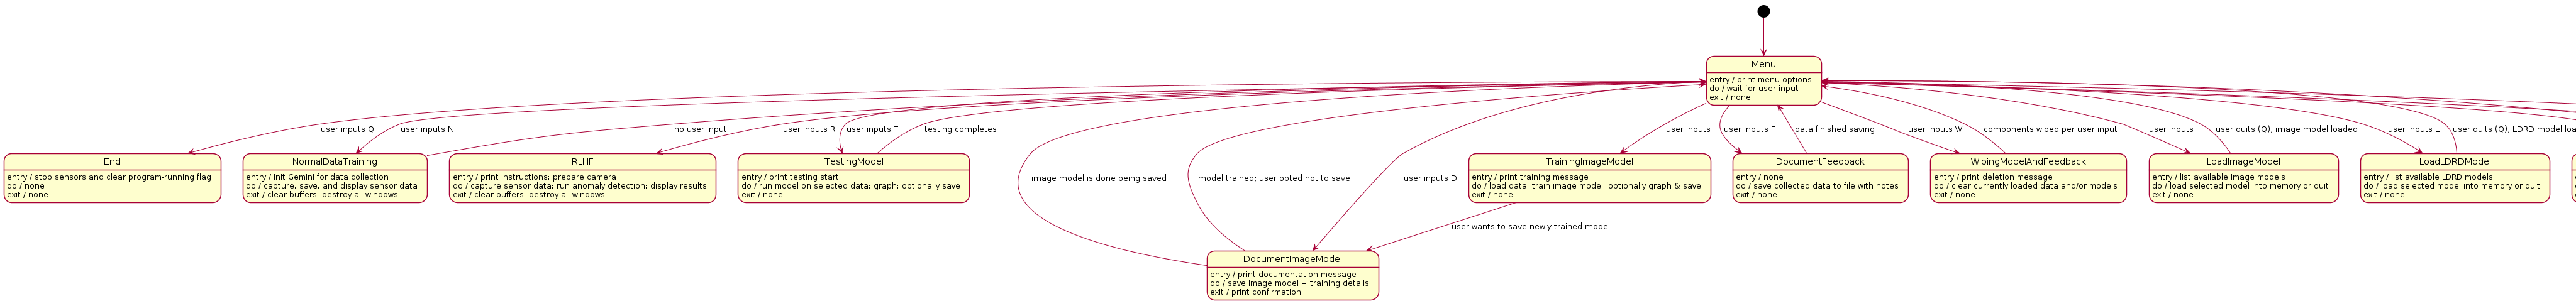 Menu
entry / print menu options
do / wait for user input
exit / none
user inputs Q
user inputs N
no user input
user inputs R
user inputs T
testing completes
user inputs I
user inputs F
data finished saving
user inputs W
components wiped per user input
user inputs I
user quits (Q), image model loaded
user inputs L
user quits (Q), LDRD model loa
End
entry / stop sensors and clear program-running flag
do / none
exit / none
NormalDataTraining
entry / init Gemini for data collection
do / capture, save, and display sensor data
exit / clear buffers; destroy all windows
RLHF
entry / print instructions; prepare camera
do / capture sensor data; run anomaly detection; display results
exit / clear buffers; destroy all windows
TestingModel
entry / print testing start
do / run model on selected data; graph; optionally save
exit / none
image model is done being saved
model trained; user opted not to save
user inputs D
TrainingImageModel
entry / print training message
do / load data; train image model; optionally graph & save
exit / none
DocumentFeedback
entry / none
do / save collected data to file with notes
exit / none
WipingModelAndFeedback
entry / print deletion message
do / clear currently loaded data and/or models
exit / none
LoadImageModel
entry / list available image models
do / load selected model into memory or quit
exit / none
LoadLDRDModel
entry / list available LDRD models
do / load selected model into memory or quit
exit / none
user wants to save newly trained model
DocumentImageModel
entry / print documentation message
do / save image model + training details
exit / print confirmation